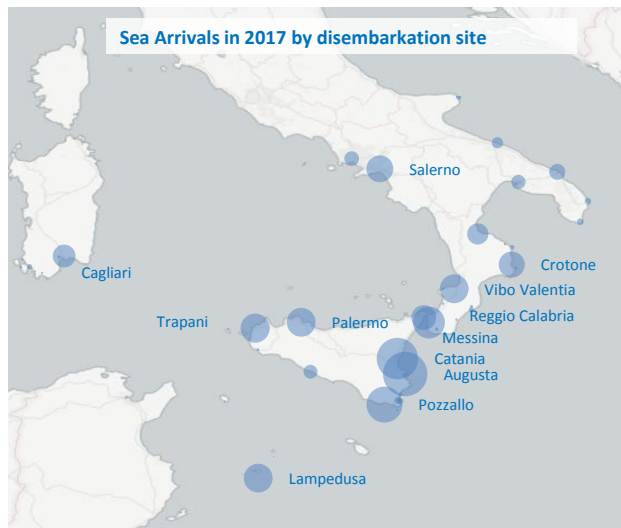 Sea Arrivals in 2017 by disembarkation site
Salerno
Cagliari
Crotone
Vibo Valentia
Trapani
Palermo
Reggio Calabria
Messina
Catania
Augusta
Pozzallo
Lampedusa